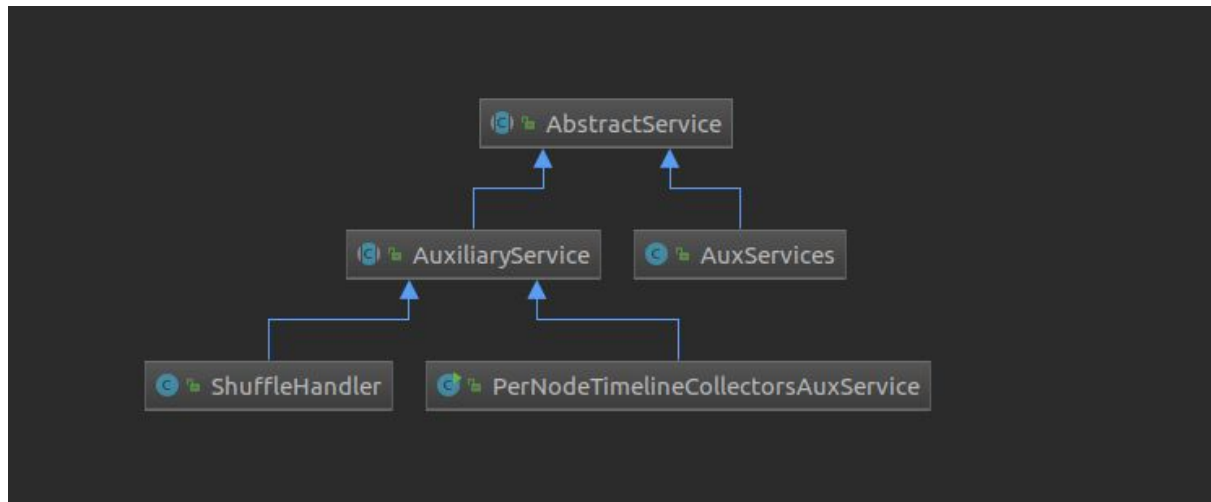 AbstractService
AuxiliaryService
AuxServices
ShuffleHandler
PerNodeTimelineCollectorsAuxService